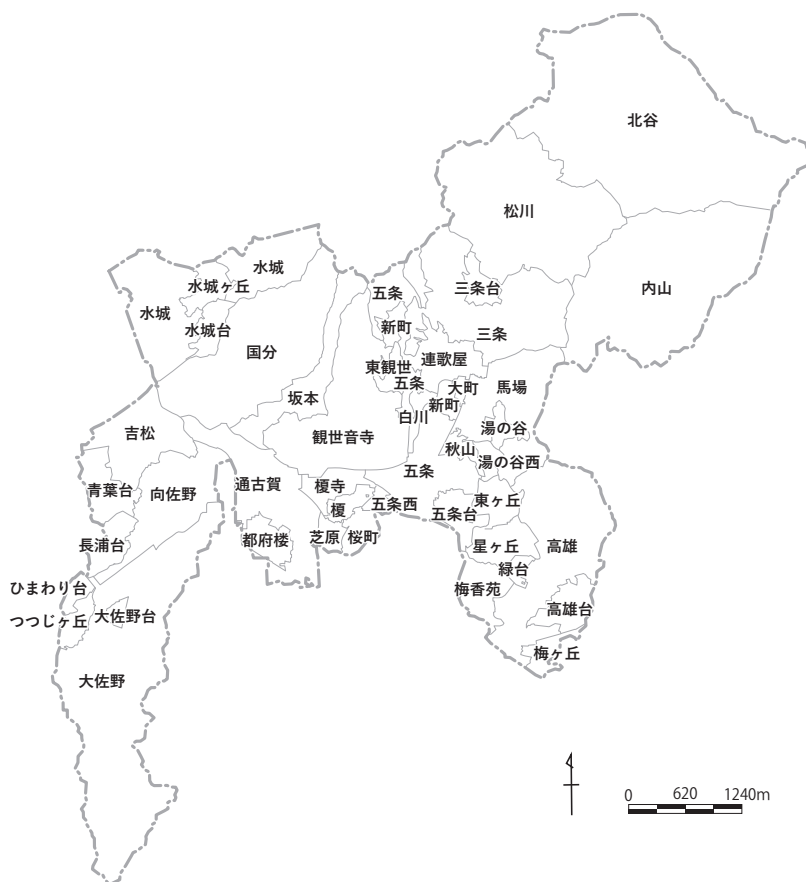 北谷
松川
内山
水城
水城ヶ丘
水城
水城台
国分
五条
三条台
新町
三条
東観世
連歌屋
五条
大町
馬場
坂本
白川
新町
観世音寺
湯の谷
秋山
湯の谷西
吉松
青葉台
向佐野
通古賀
榎寺
五条
榎
五条西
五条台
東ヶ丘
長浦台
都府楼
芝原
桜町
星ヶ丘
高雄
緑台
梅香苑
ひまわり台
つつじヶ丘
大佐野台
高雄台
梅ヶ丘
大佐野
0 620 1240m